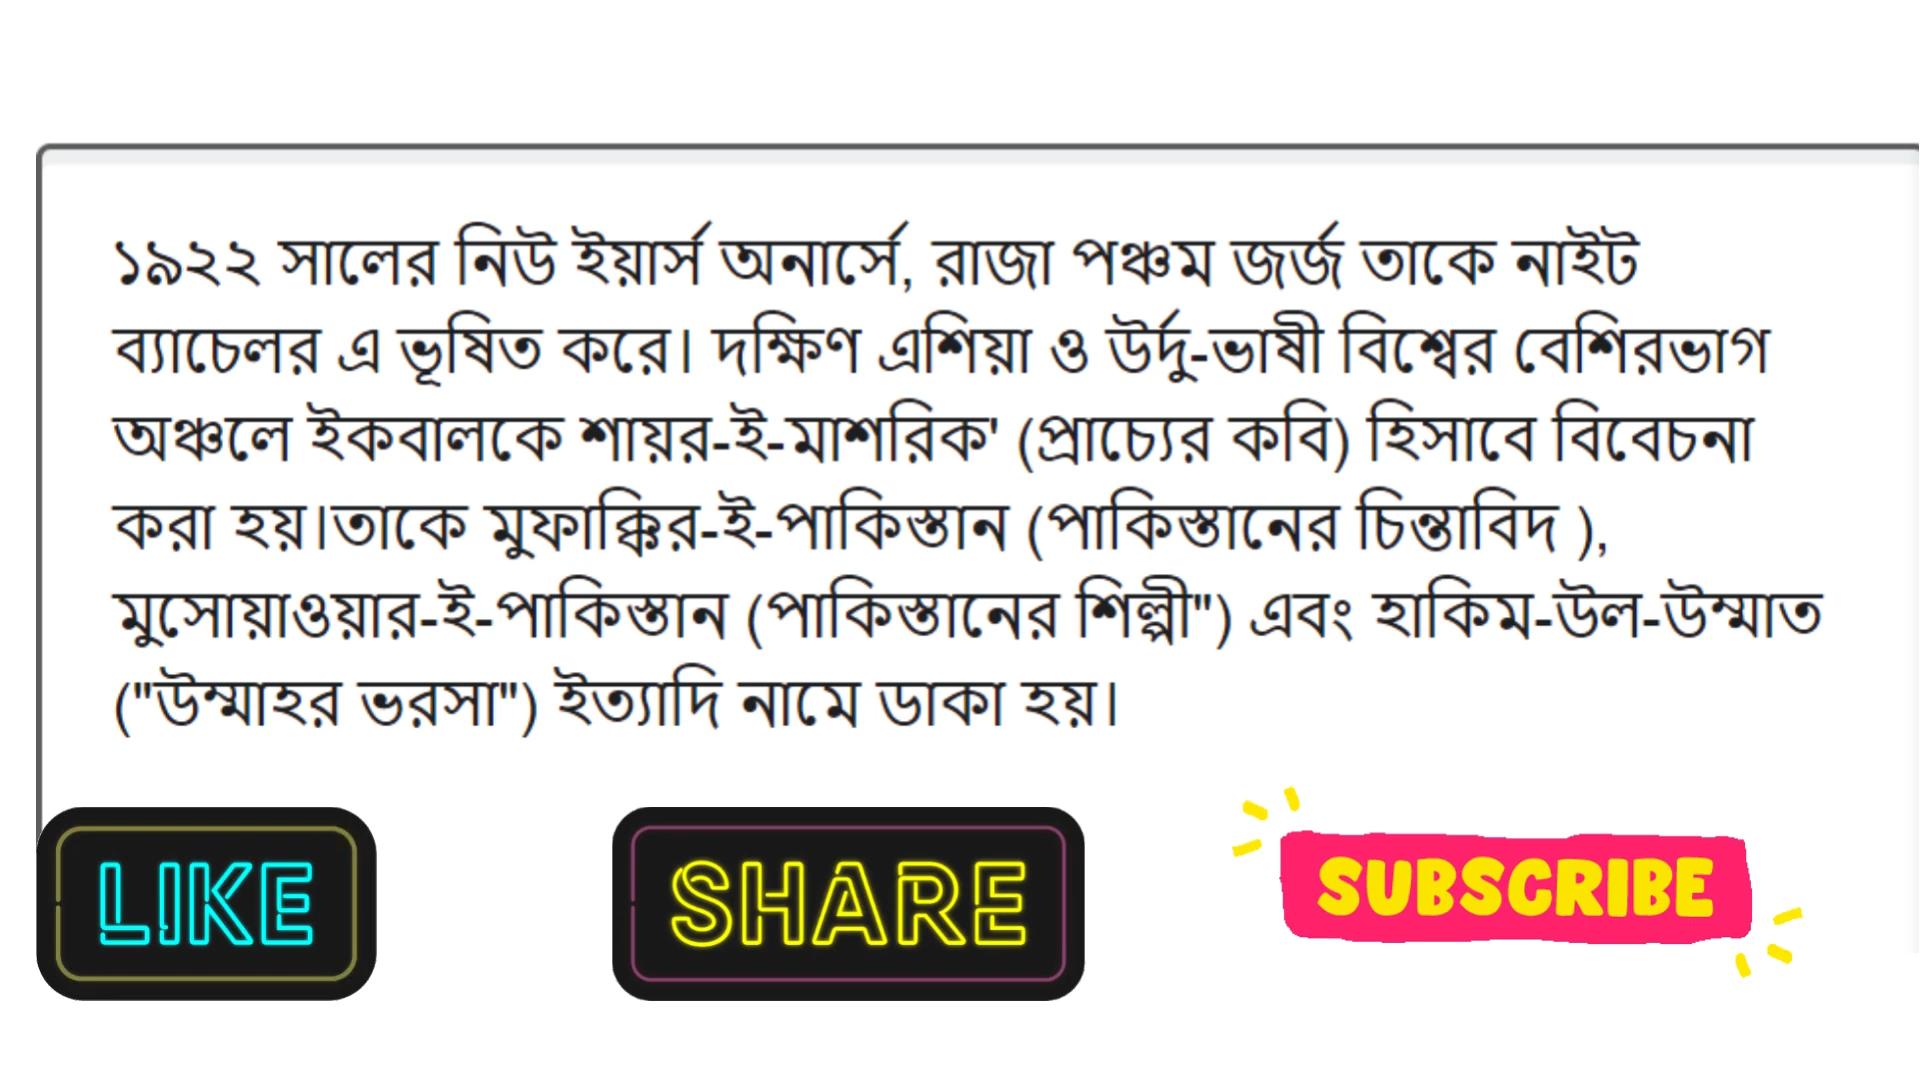 ১৯২২ সালের নিউ ইয়ার্স অনার্সে, রাজা পঞ্চম জর্জ তাকে নাইট
ব্যাচেলর এ ভূষিত করে। দক্ষিণ এশিয়া ও উর্দু-ভাষী বিশ্বের বেশিরভাগ
অঞ্চলে ইকবালকে শায়র-ই-মাশরিক' (প্রাচ্যের কবি) হিসাবে বিবেচনা
করা হয়।তাকে মুফাক্কির-ই-পাকিস্তান (পাকিস্তানের চিন্তাবিদ ),
মুসোয়াওয়ার-ই-পাকিস্তান (পাকিস্তানের শিল্পী") এবং হাকিম-উল-উম্মাত
("উম্মাহর ভরসা") ইত্যাদি নামে ডাকা হয়।
LIKE
SHARE
SUBSCRIBE